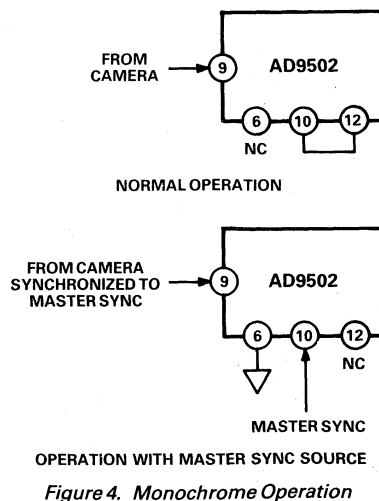 FROM
CAMERA
9
AD9502
6
10
12
NC
NORMAL OPERATION
FROM CAMERA
SYNCHRONIZED TO
MASTER SYNC
9
AD9502
6
10
12
NC
MASTER SYNC
OPERATION WITH MASTER SYNC SOURCE
Figure 4. Monochrome Operation